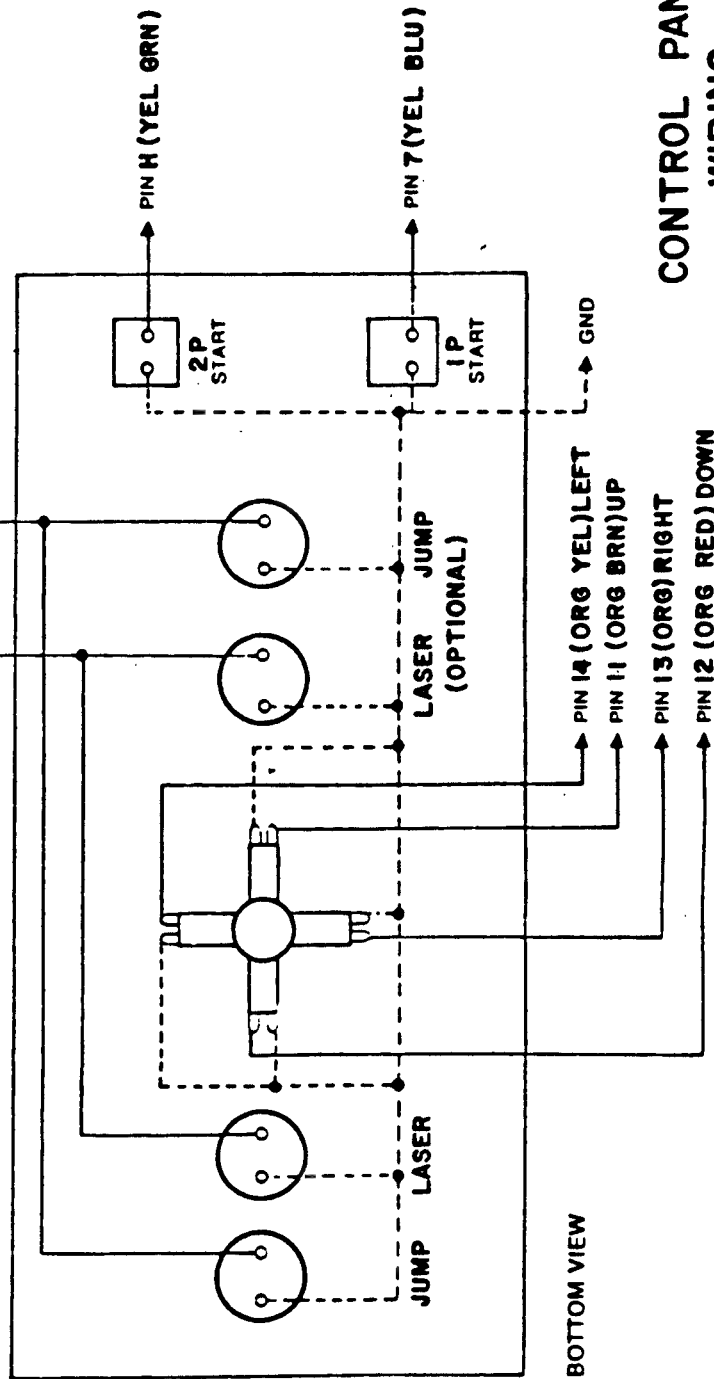 PIN H (YEL GRN)
PIN 7 (YEL BLU)
2P
START
1P
START
GND
JUMP
LASER
LASER JUMP
(OPTIONAL)
PIN 14 (ORG YEL) LEFT
PIN 11 (ORG BRN) UP
PIN 13 (ORG) RIGHT
PIN 12 (ORG RED) DOWN
BOTTOM VIEW
CONTROL PAN